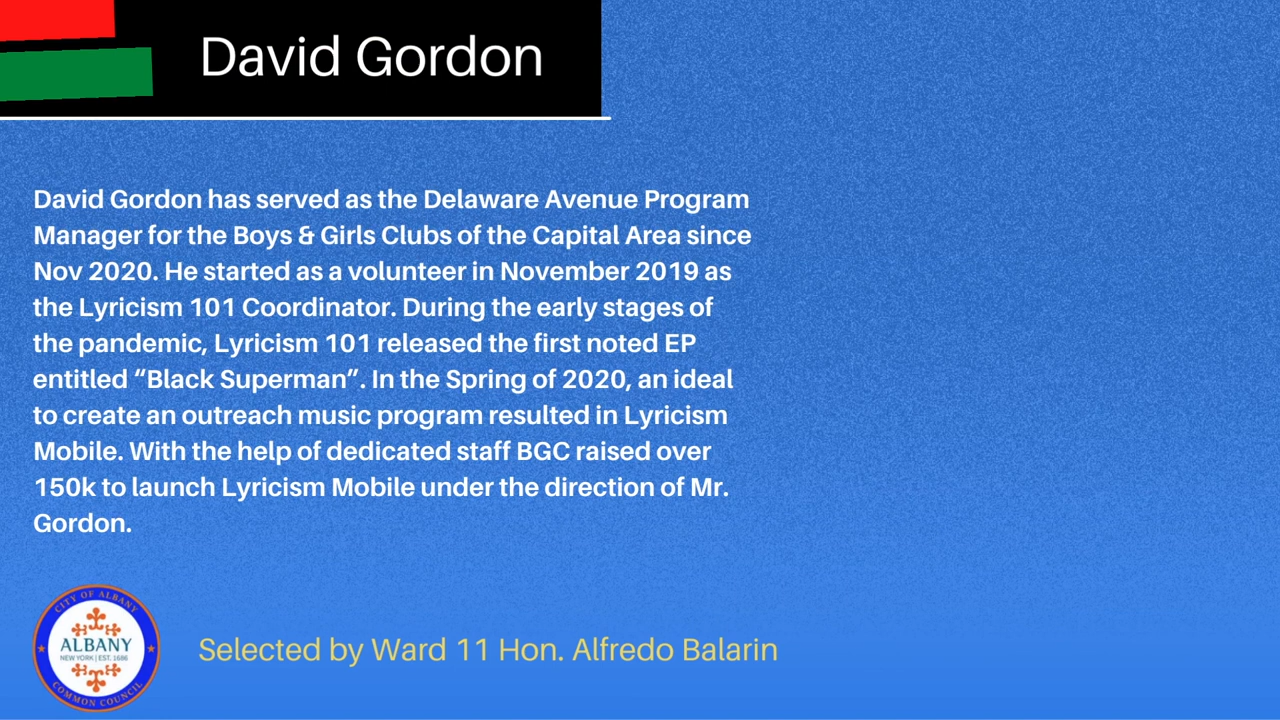 David Gordon
David Gordon has served as the Delaware Avenue Program
Manager for the Boys & Girls Clubs of the Capital Area since
Nov 2020. He started as a volunteer in November 2019 as
the Lyricism 101 Coordinator. During the early stages of
the pandemic, Lyricism 101 released the first noted EP
entitled “Black Superman”. In the Spring of 2020, an ideal
to create an outreach music program resulted in Lyricism
Mobile. With the help of dedicated staff BGC raised over
150k to launch Lyricism Mobile under the direction of Mr.
Gordon.
CITY OF ALBANY
ALBANY
NEW YORK | EST. 1686
COMMON COUNCIL
Selected by Ward 11 Hon. Alfredo Balarin